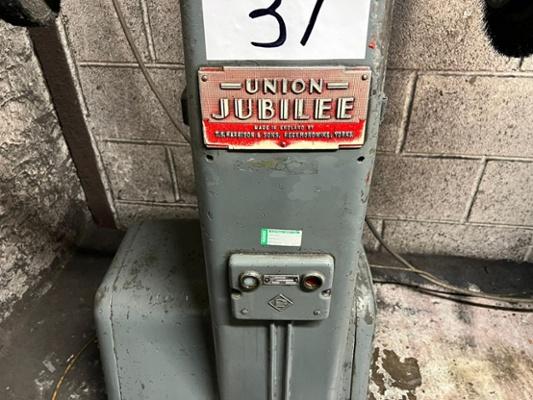 37
UNION
JUBILEE
MADE IN ENGLAND BY
T.S. HARRISON & SONS, HECKMONDWIKE, YORKS.